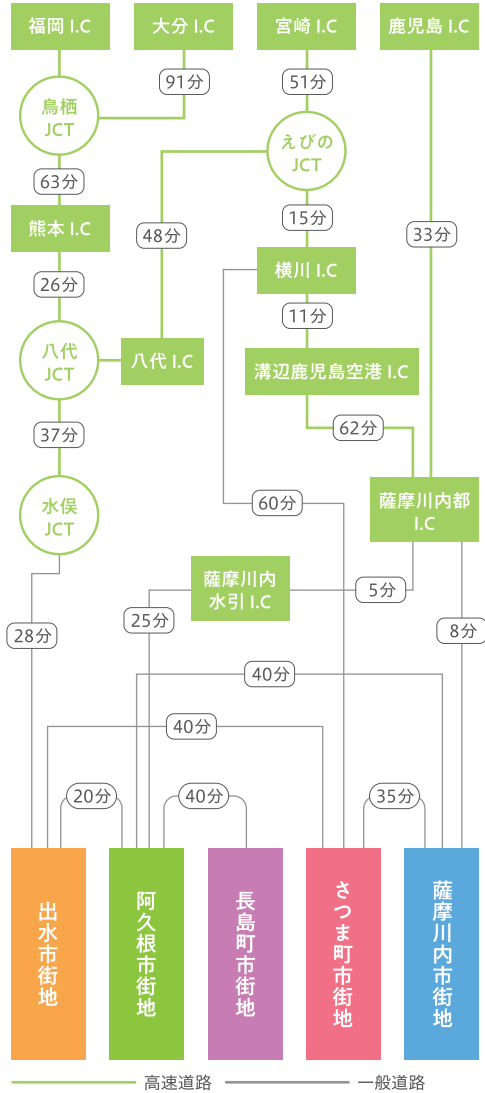 福岡 I.C
大分 I.C
宮崎 I.C
鹿児島 I.C
91分
51分
鳥栖
JCT
えびの
JCT
63分
15分
熊本 I.C
48分
33分
横川 I.C
26分
11分
八代
JCT
八代 I.C
溝辺鹿児島空港 I.C
37分
62分
水俣
JCT
60分
薩摩川内都
I.C
薩摩川内
水引 I.C
5分
25分
28分
8分
40分
40分
20分
40分
35分
出水市街地
阿久根市街地
長島町市街地
さつま町市街地
薩摩川内市街地
高速道路
一般道路